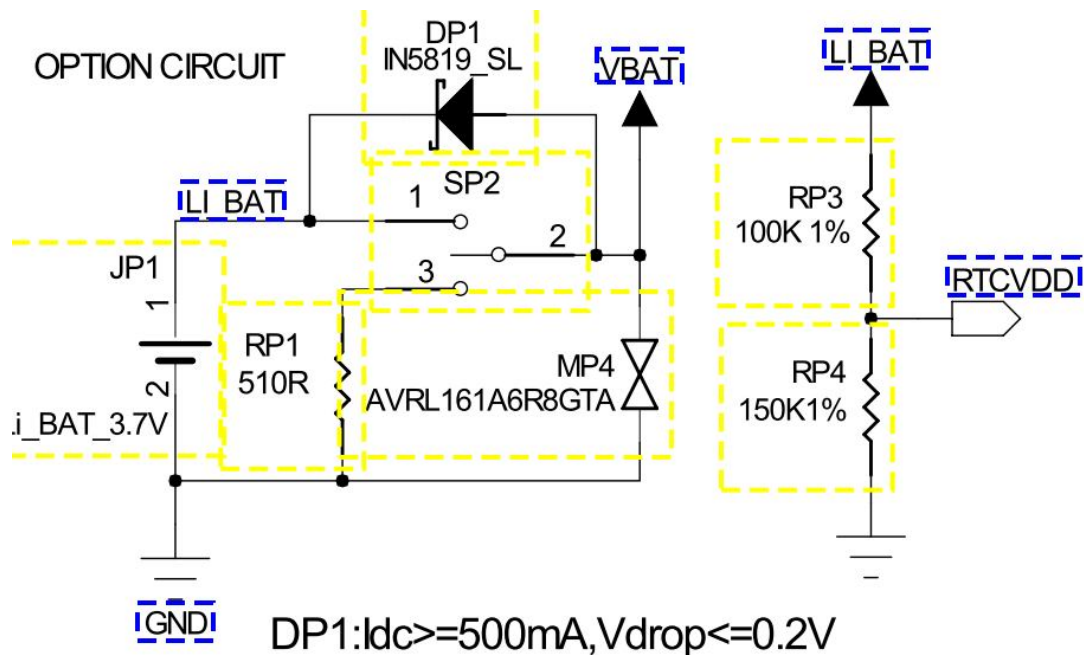 OPTION CIRCUIT
DP1
IN5819_SL
VBAT
LI_BAT
LI_BAT
SP2
1
2
3
JP1
1
2
.i_BAT_3.7V
RP1
510R
MP4
AVRL161A6R8GTA
RP3
100K 1%
RTCVDD
RP4
150K1%
GND
DP1:Idc>=500mA,Vdrop<=0.2V